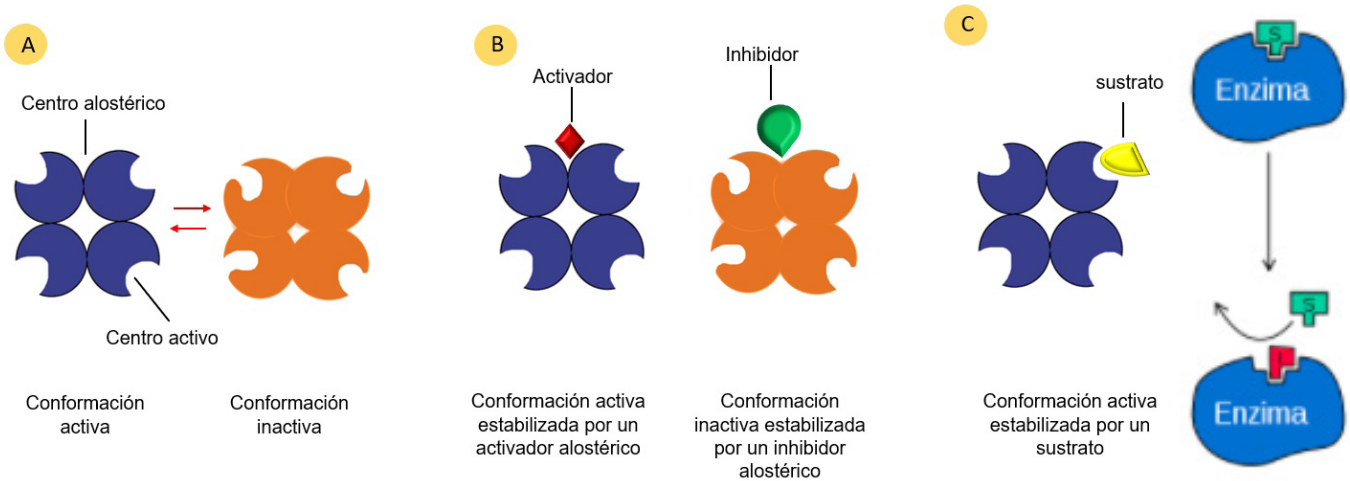 A
Centro alostérico
Centro activo
Conformación
activa
Conformación
inactiva
B
Activador
Inhibidor
Conformación activa
estabilizada por un
activador alostérico
Conformación
inactiva estabilizada
por un inhibidor
alostérico
C
sustrato
Conformación activa
estabilizada por un
sustrato
S
Enzima
S
I
Enzima